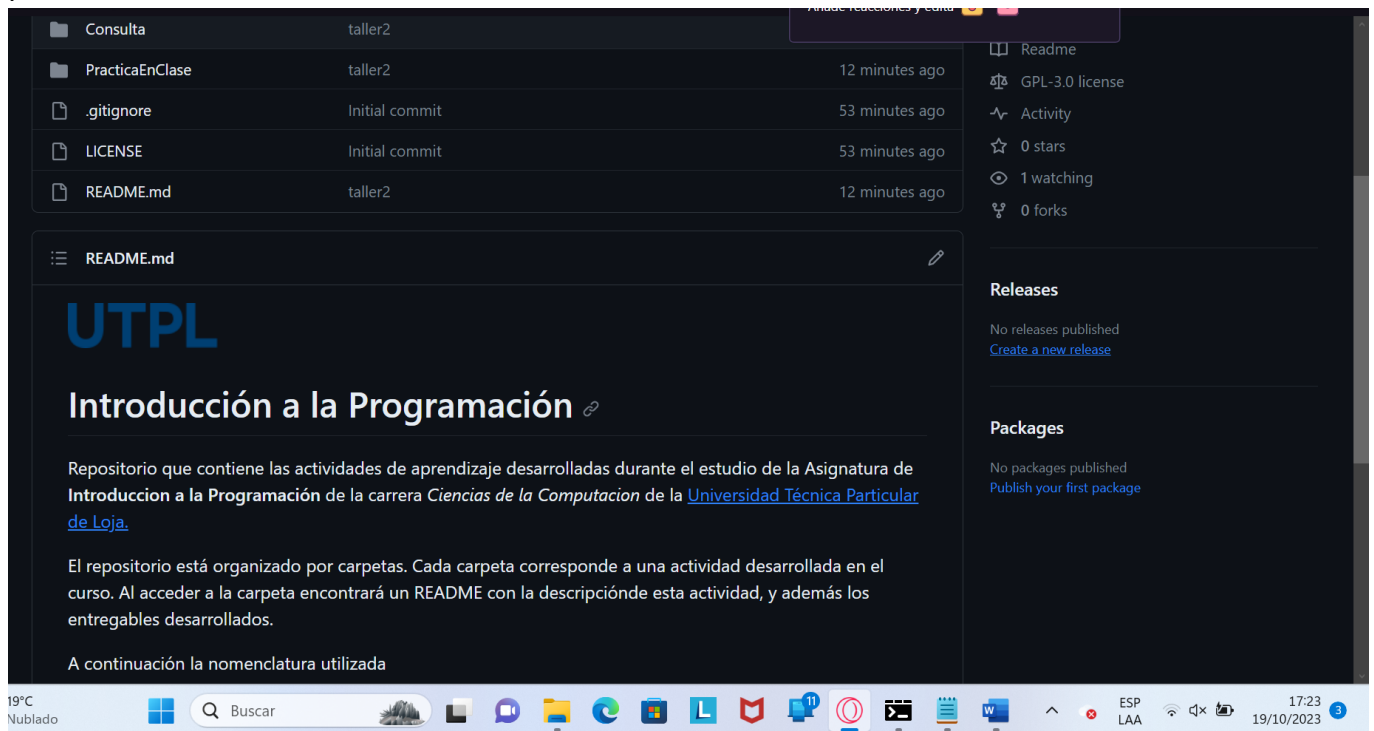 Añade reacciones y edita
Consulta taller2
PracticaEnClase taller2 12 minutes ago
.gitignore Initial commit 53 minutes ago
LICENSE Initial commit 53 minutes ago
README.md taller2 12 minutes ago
README.md
UTPL
Introducción a la Programación
Repositorio que contiene las actividades de aprendizaje desarrolladas durante el estudio de la Asignatura de
Introduccion a la Programación de la carrera Ciencias de la Computacion de la Universidad Técnica Particular
de Loja.
El repositorio está organizado por carpetas. Cada carpeta corresponde a una actividad desarrollada en el
curso. Al acceder a la carpeta encontrará un README con la descripciónde esta actividad, y además los
entregables desarrollados.
A continuación la nomenclatura utilizada
Readme
GPL-3.0 license
Activity
0 stars
1 watching
0 forks
Releases
No releases published
Create a new release
Packages
No packages published
Publish your first package
19°C
Nublado
Buscar
L
11
W
ESP
LAA
17:23
19/10/2023
3